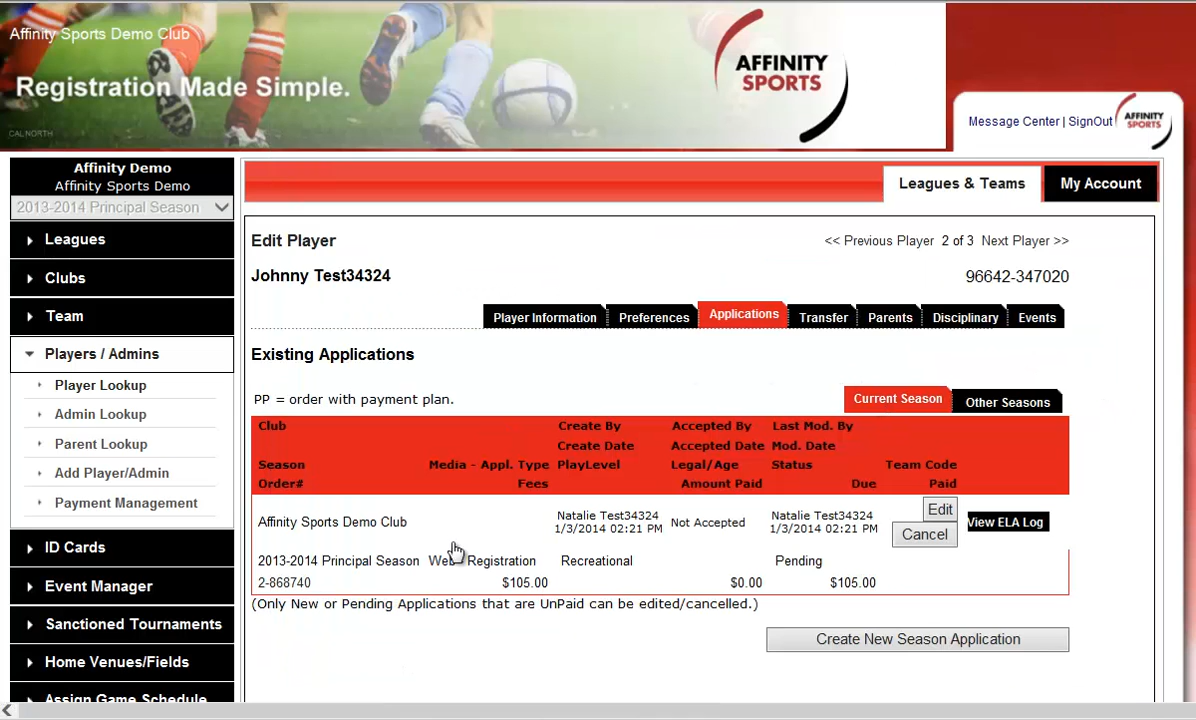 Affinity Sports Demo Club
Registration Made Simple.
CALNORTH
AFFINITY
SPORTS
Message Center | SignOut
AFFINITY
SPORTS
Affinity Demo
Affinity Sports Demo
2013-2014 Principal Season
Leagues & Teams
My Account
Leagues
Clubs
Team
Players / Admins
Player Lookup
Admin Lookup
Parent Lookup
Add Player/Admin
Payment Management
ID Cards
Event Manager
Sanctioned Tournaments
Home Venues/Fields
Assign Game Schedule
Edit Player
<< Previous Player 2 of 3 Next Player >>
Johnny Test34324
96642-347020
Player Information
Preferences
Applications
Transfer
Parents
Disciplinary
Events
Existing Applications
PP = order with payment plan.
Current Season
Other Seasons
Club Create By Accepted By Last Mod. By
Create Date Accepted Date Mod. Date
Season Media - Appl. Type PlayLevel Legal/Age Status Team Code
Order# Fees Amount Paid Due Paid
Affinity Sports Demo Club
Natalie Test34324
1/3/2014 02:21 PM
Not Accepted
Natalie Test34324
1/3/2014 02:21 PM
Edit
Cancel
View ELA Log
2013-2014 Principal Season Web Registration Recreational Pending
2-868740 $105.00 $0.00 $105.00
(Only New or Pending Applications that are UnPaid can be edited/cancelled.)
Create New Season Application